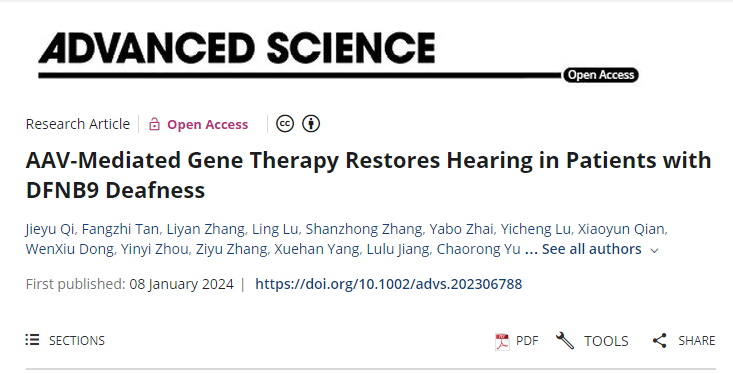 ADVANCED SCIENCE
Open Access
Research Article Open Access cc
AAV-Mediated Gene Therapy Restores Hearing in Patients with
DFNB9 Deafness
Jieyu Qi, Fangzhi Tan, Liyan Zhang, Ling Lu, Shanzhong Zhang, Yabo Zhai, Yicheng Lu, Xiaoyun Qian,
WenXiu Dong, Yinyi Zhou, Ziyu Zhang, Xuehan Yang, Lulu Jiang, Chaorong Yu ... See all authors
First published: 08 January 2024 | https://doi.org/10.1002/advs.202306788
SECTIONS PDF TOOLS SHARE